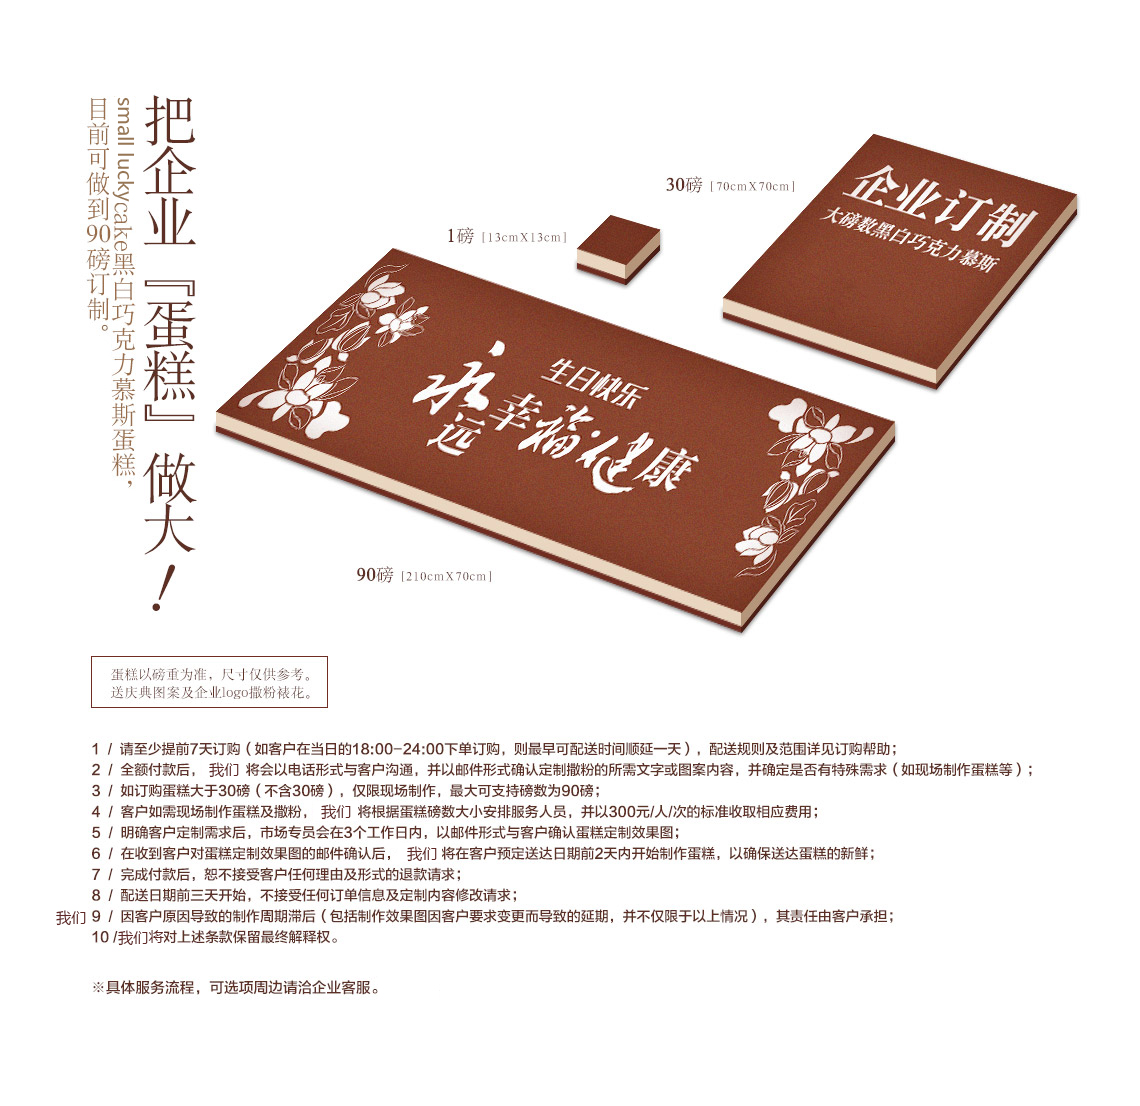 把企业『蛋糕』做大！
small luckycake黑白巧克力慕斯蛋糕，
目前可做到90磅订制。
30磅 [70cmX70cm]
企业订制
大磅数黑白巧克力慕斯
1磅 [13cmX13cm]
生日快乐
永远幸福健康
90磅 [210cmX70cm]
蛋糕以磅重为准，尺寸仅供参考。
送庆典图案及企业logo撒粉裱花。
1 / 请至少提前7天订购（如客户在当日的18:00-24:00下单订购，则最早可配送时间顺延一天），配送规则及范围详见订购帮助；
2 / 全额付款后， 我们 将会以电话形式与客户沟通，并以邮件形式确认定制撒粉的所需文字或图案内容，并确定是否有特殊需求（如现场制作蛋糕等）；
3 / 如订购蛋糕大于30磅（不含30磅），仅限现场制作，最大可支持磅数为90磅；
4 / 客户如需现场制作蛋糕及撒粉， 我们 将根据蛋糕磅数大小安排服务人员，并以300元/人/次的标准收取相应费用；
5 / 明确客户定制需求后，市场专员会在3个工作日内，以邮件形式与客户确认蛋糕定制效果图；
6 / 在收到客户对蛋糕定制效果图的邮件确认后， 我们 将在客户预定送达日期前2天内开始制作蛋糕，以确保送达蛋糕的新鲜；
7 / 完成付款后，恕不接受客户任何理由及形式的退款请求；
8 / 配送日期前三天开始，不接受任何订单信息及定制内容修改请求；
我们 9 / 因客户原因导致的制作周期滞后（包括制作效果图因客户要求变更而导致的延期，并不仅限于以上情况），其责任由客户承担；
10 /我们将对上述条款保留最终解释权。
※具体服务流程，可选项周边请洽企业客服。